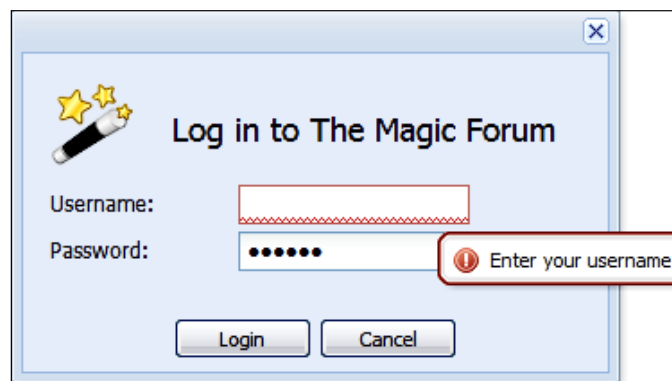 Log in to The Magic Forum
Username:
Password: ••••••
Enter your username
Login Cancel